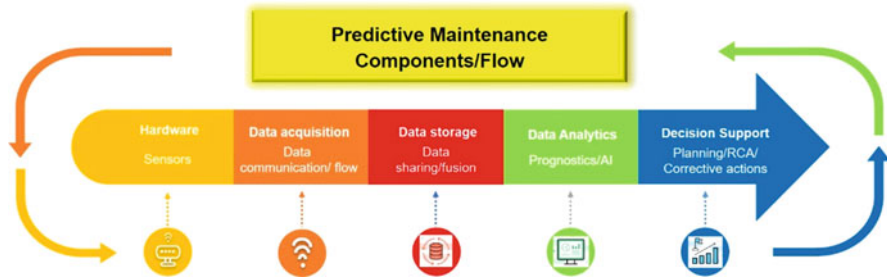 Predictive Maintenance
Components/Flow
Hardware
Sensors
Data acquisition
Data
communication/ flow
Data storage
Data
sharing/fusion
Data Analytics
Prognostics/AI
Decision Support
Planning/RCA/
Corrective actions